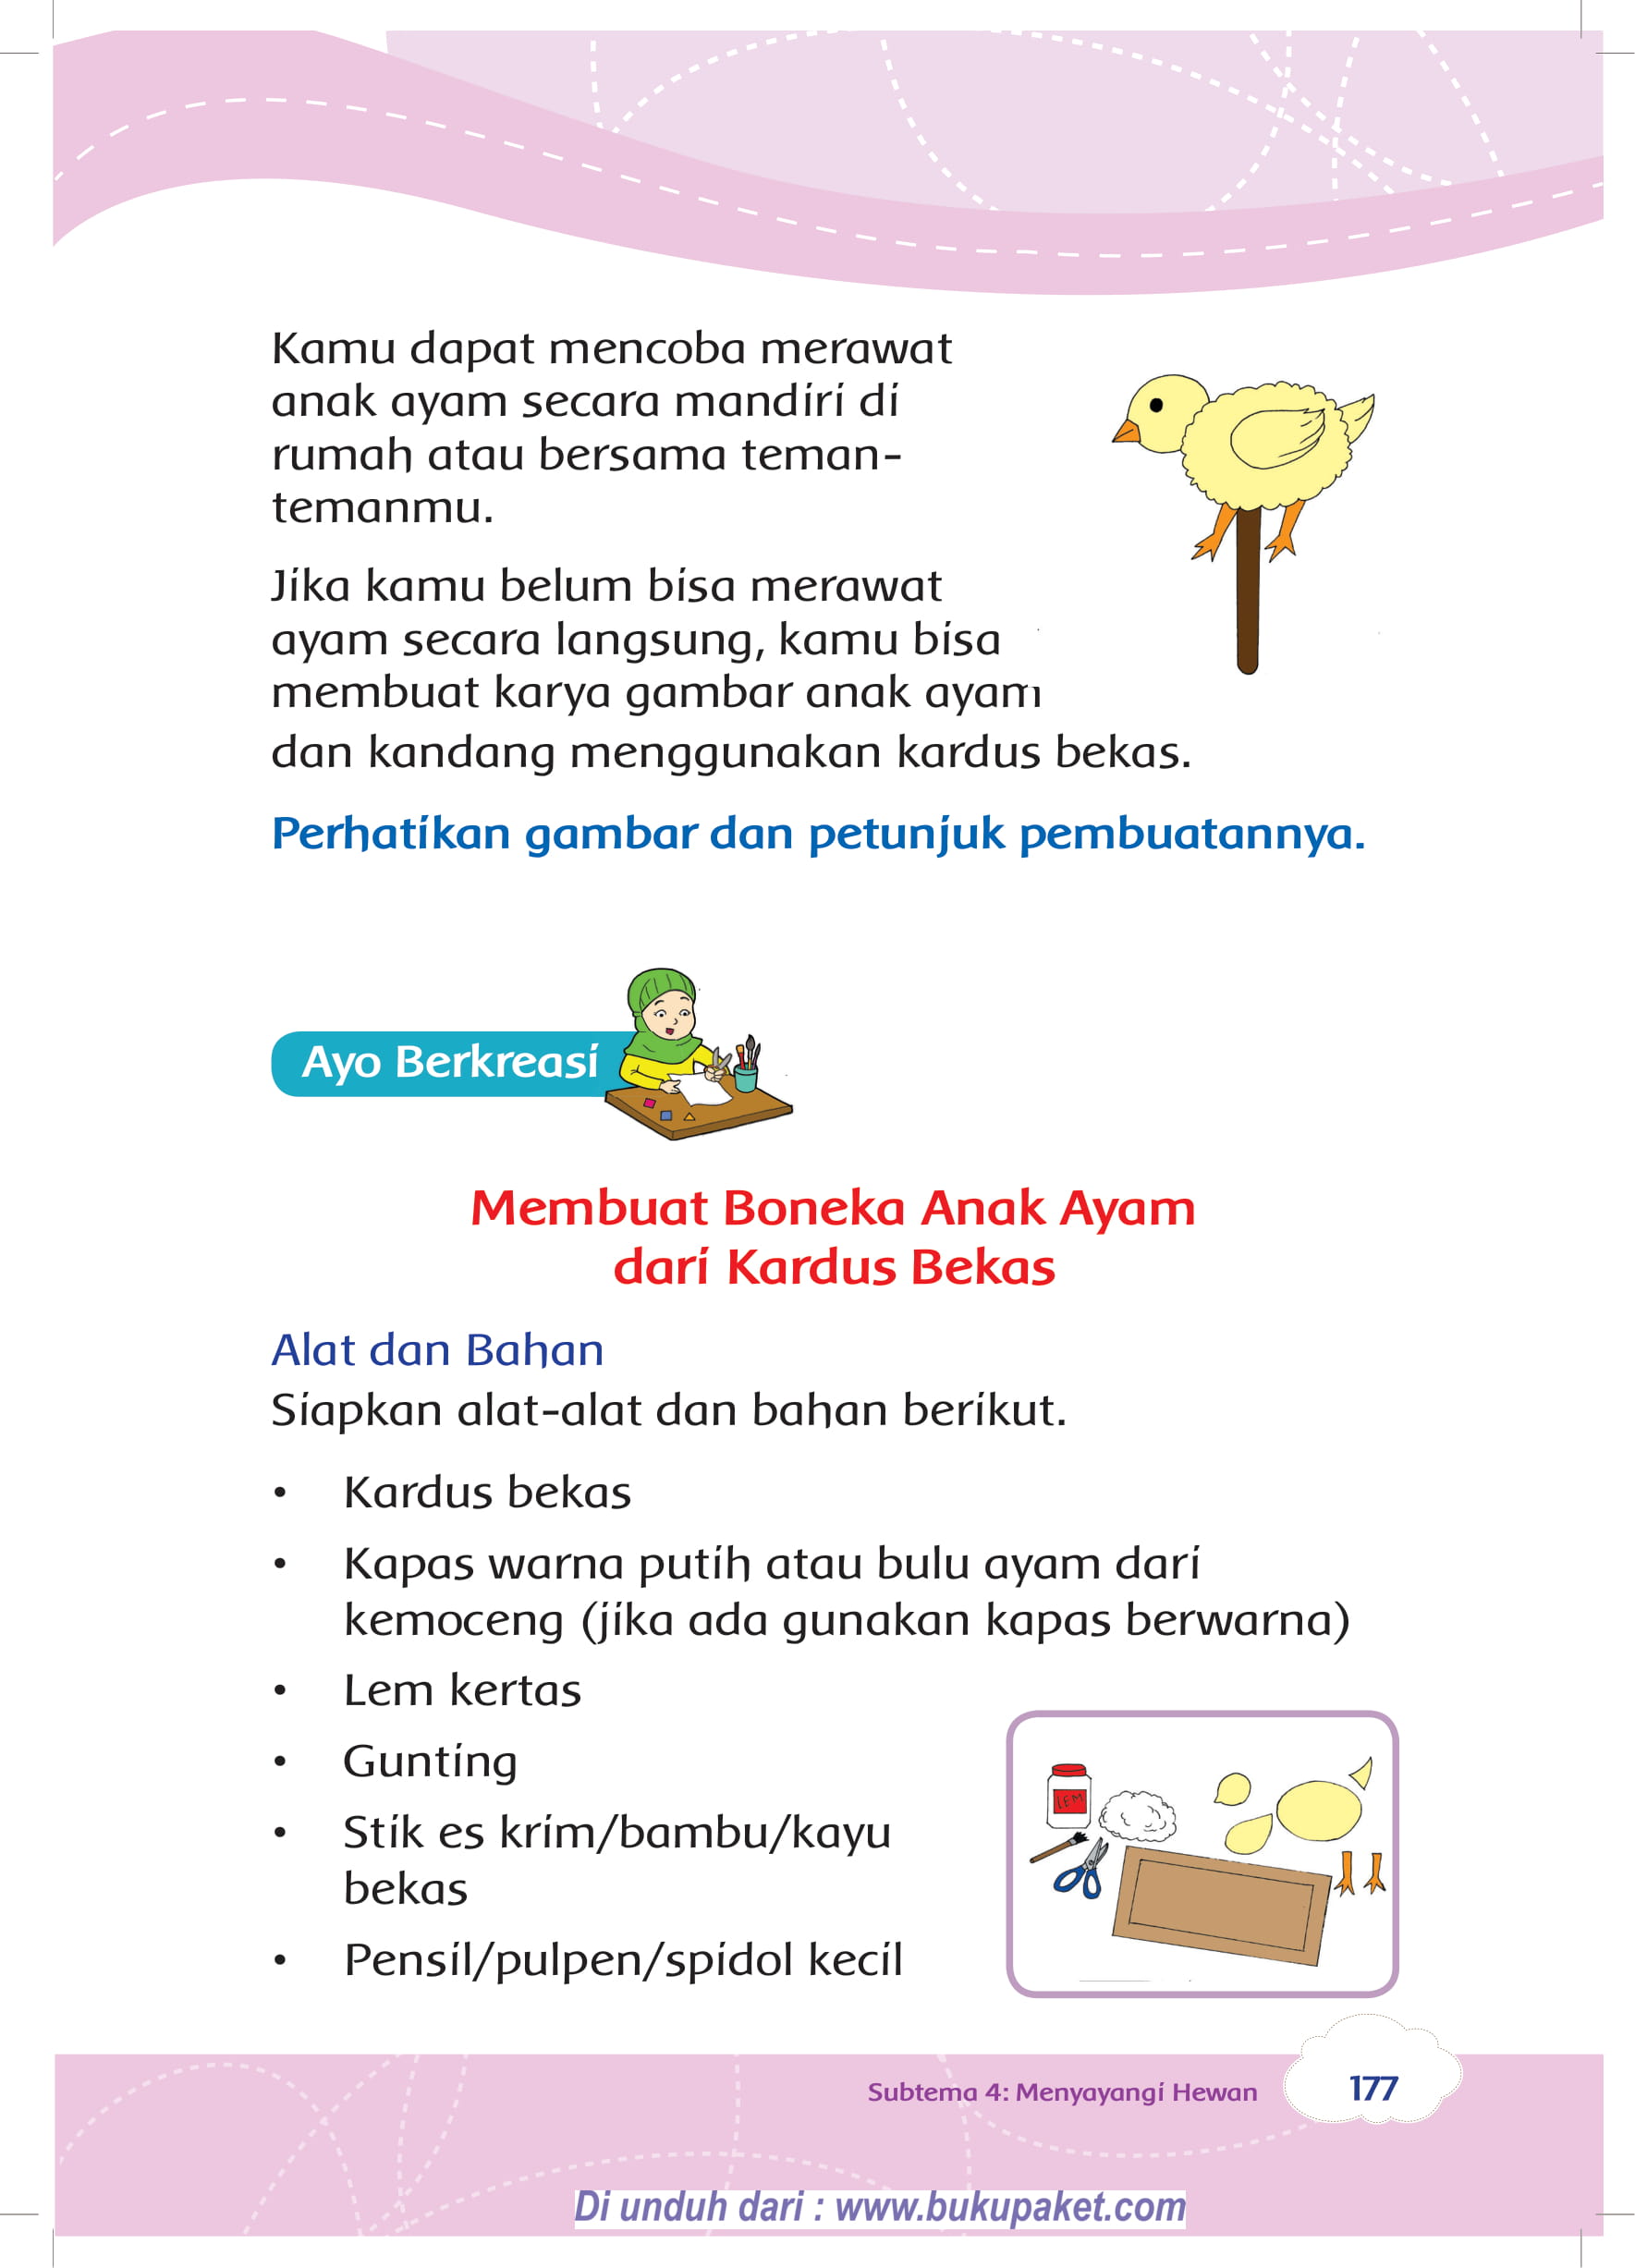 Kamu dapat mencoba merawat
anak ayam secara mandiri di
rumah atau bersama teman-
temanmu.
Jika kamu belum bisa merawat
ayam secara langsung, kamu bisa
membuat karya gambar anak ayam
dan kandang menggunakan kardus bekas.
Perhatikan gambar dan petunjuk pembuatannya.
Ayo Berkreasi
Membuat Boneka Anak Ayam
dari Kardus Bekas
Alat dan Bahan
Siapkan alat-alat dan bahan berikut.
• Kardus bekas
• Kapas warna putih atau bulu ayam dari
kemoceng (jika ada gunakan kapas berwarna)
• Lem kertas
• Gunting
• Stik es krim/bambu/kayu
bekas
• Pensil/pulpen/spidol kecil
LEM
Subtema 4: Menyayangi Hewan
177
Di unduh dari : www.bukupaket.com